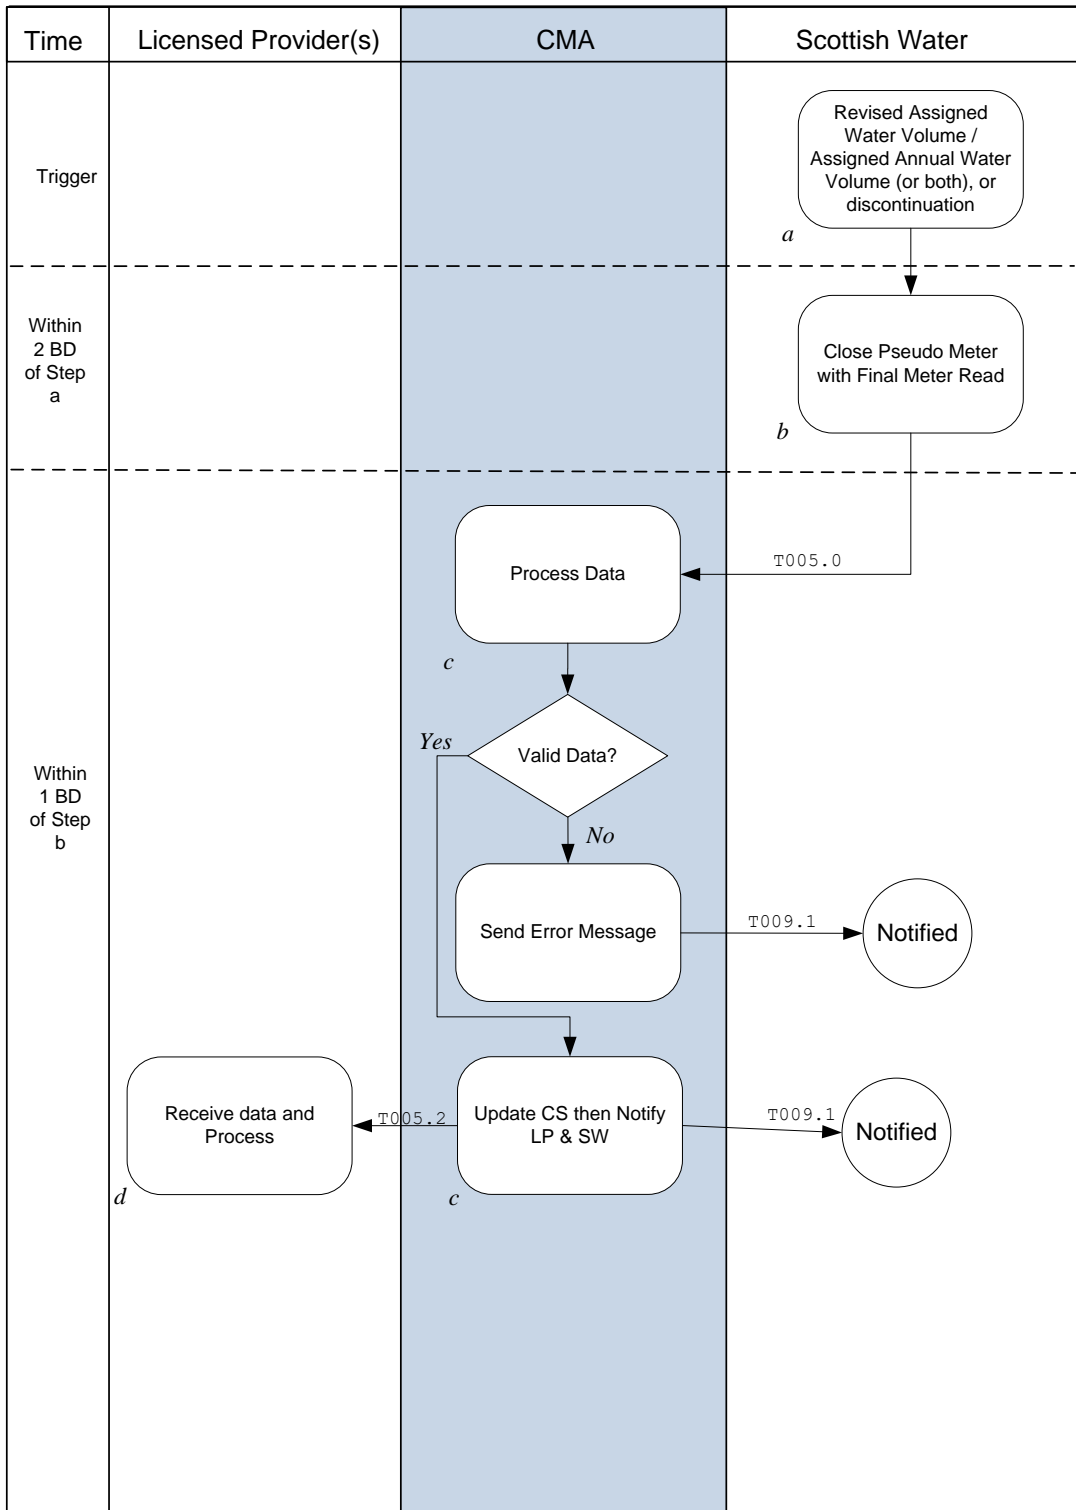 Time
Licensed Provider(s)
CMA
Scottish Water
Trigger
Revised Assigned
Water Volume /
Assigned Annual Water
Volume (or both), or
discontinuation
a
Within
2 BD
of Step
a
Close Pseudo Meter
with Final Meter Read
b
Within
1 BD
of Step
b
Process Data
T005.0
c
Valid Data?
Yes
No
Send Error Message
T009.1
Notified
Receive data and
Process
T005.2
Update CS then Notify
LP & SW
T009.1
Notified
d
c